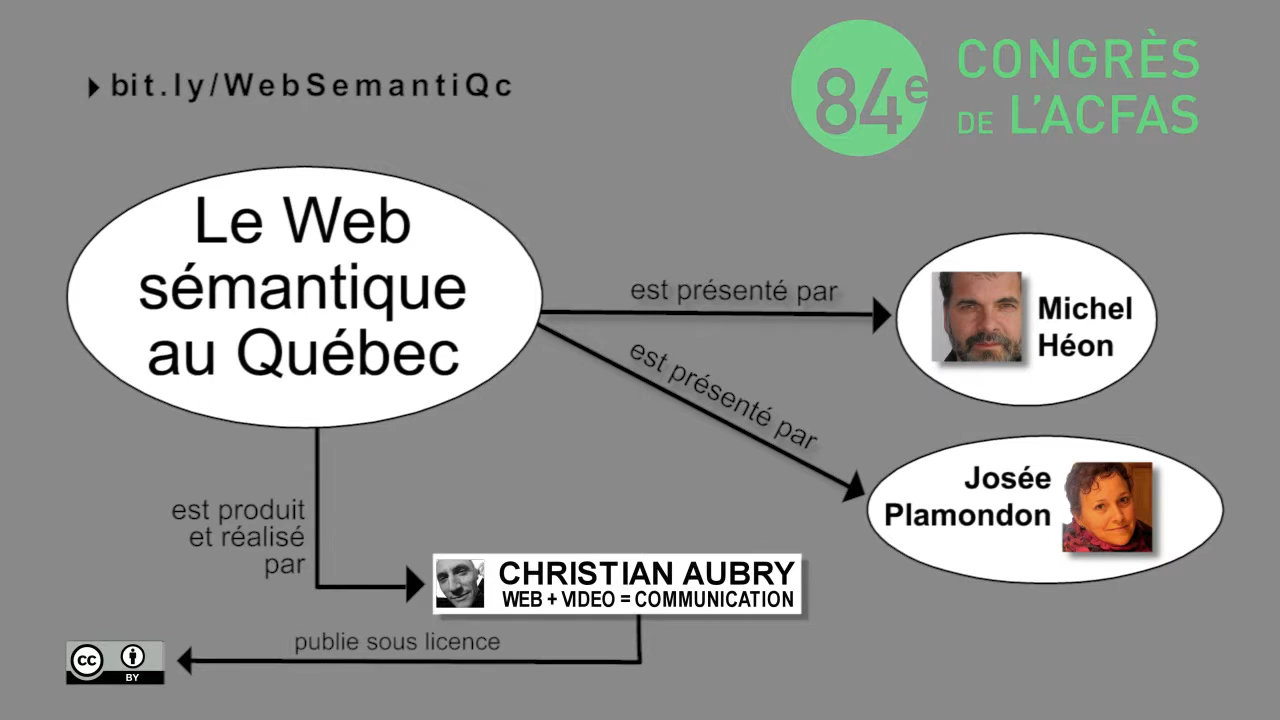 bit.ly/WebSemantiQc
84e
CONGRÈS
DE L'ACFAS
Le Web
sémantique
au Québec
est présenté par
Michel
Héon
est présenté par
Josée
Plamondon
est produit
et réalisé
par
CHRISTIAN AUBRY
WEB + VIDEO = COMMUNICATION
publie sous licence
cc
BY